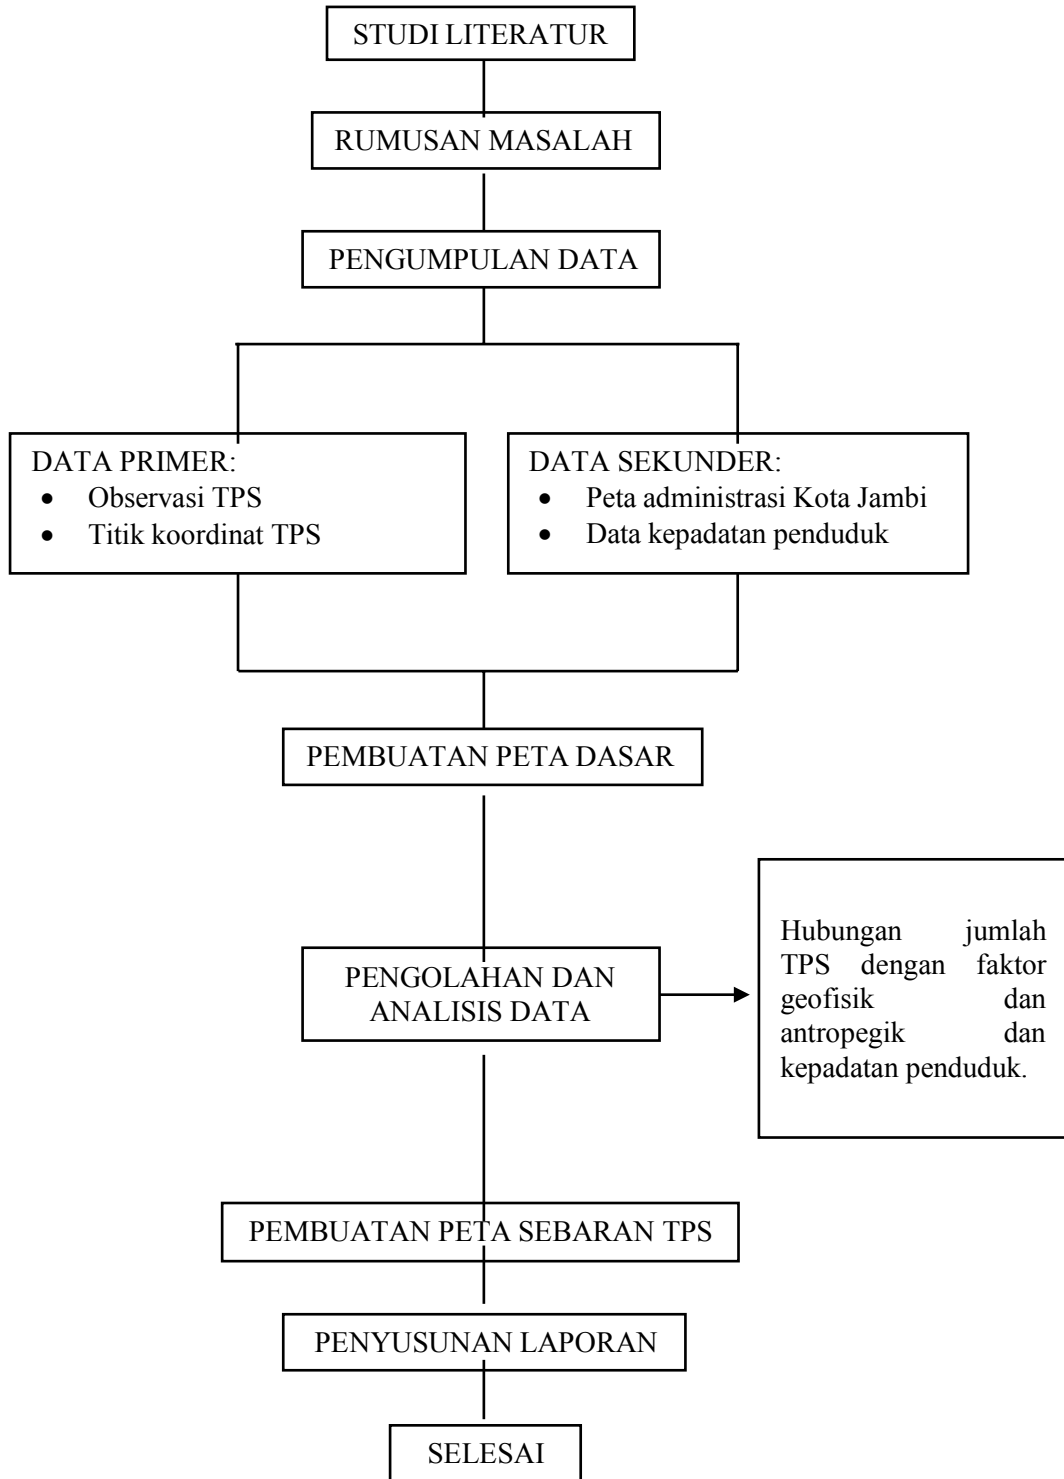 STUDI LITERATUR
RUMUSAN MASALAH
PENGUMPULAN DATA
DATA PRIMER:
• Observasi TPS
• Titik koordinat TPS
DATA SEKUNDER:
• Peta administrasi Kota Jambi
• Data kepadatan penduduk
PEMBUATAN PETA DASAR
PENGOLAHAN DAN
ANALISIS DATA
Hubungan jumlah
TPS dengan faktor
geofisik dan
antropegik dan
kepadatan penduduk.
PEMBUATAN PETA SEBARAN TPS
PENYUSUNAN LAPORAN
SELESAI